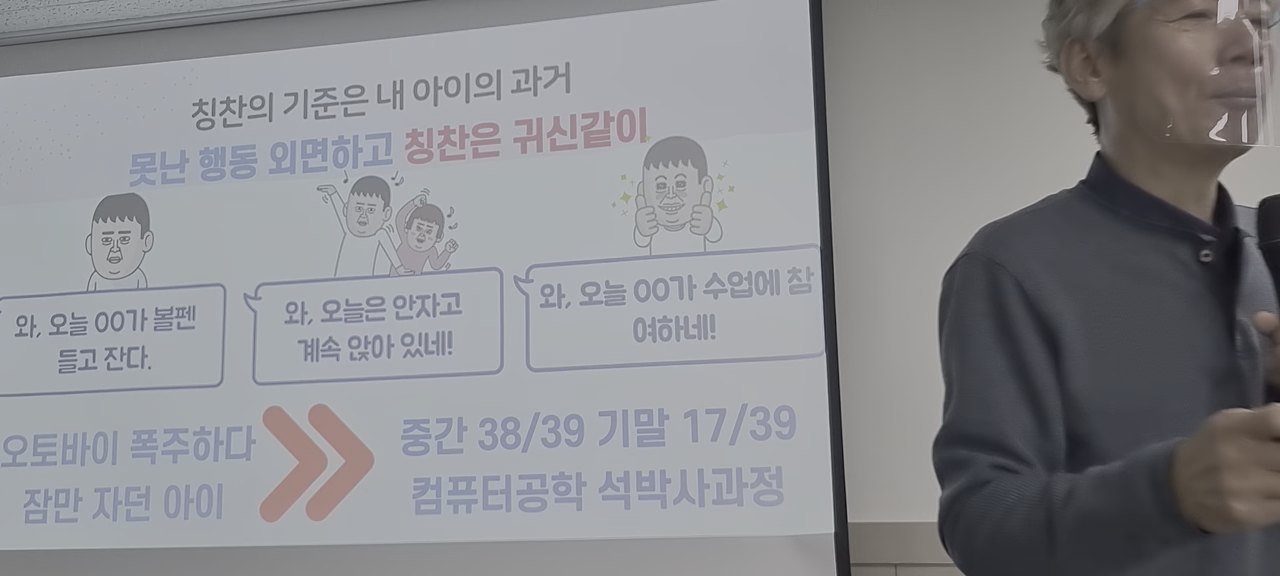 칭찬의 기준은 내 아이의 과거
못난 행동 외면하고 칭찬은 귀신같이
와, 오늘 OO가 볼펜
들고 잔다.
와, 오늘은 안자고
계속 앉아 있네!
와, 오늘 OO가 수업에 참
여하네!
오토바이 폭주하다
잠만 자던 아이
중간 38/39 기말 17/39
컴퓨터공학 석박사과정